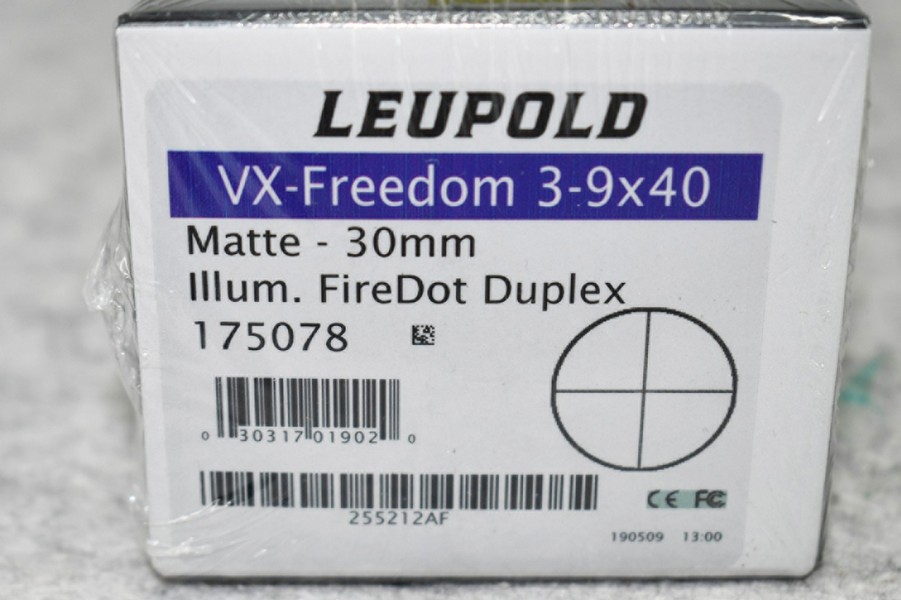 LEUPOLD
VX-Freedom 3-9x40
Matte - 30mm
Illum. FireDot Duplex
175078
0 30317 01902 0
255212AF
CE FC
190509 13:00